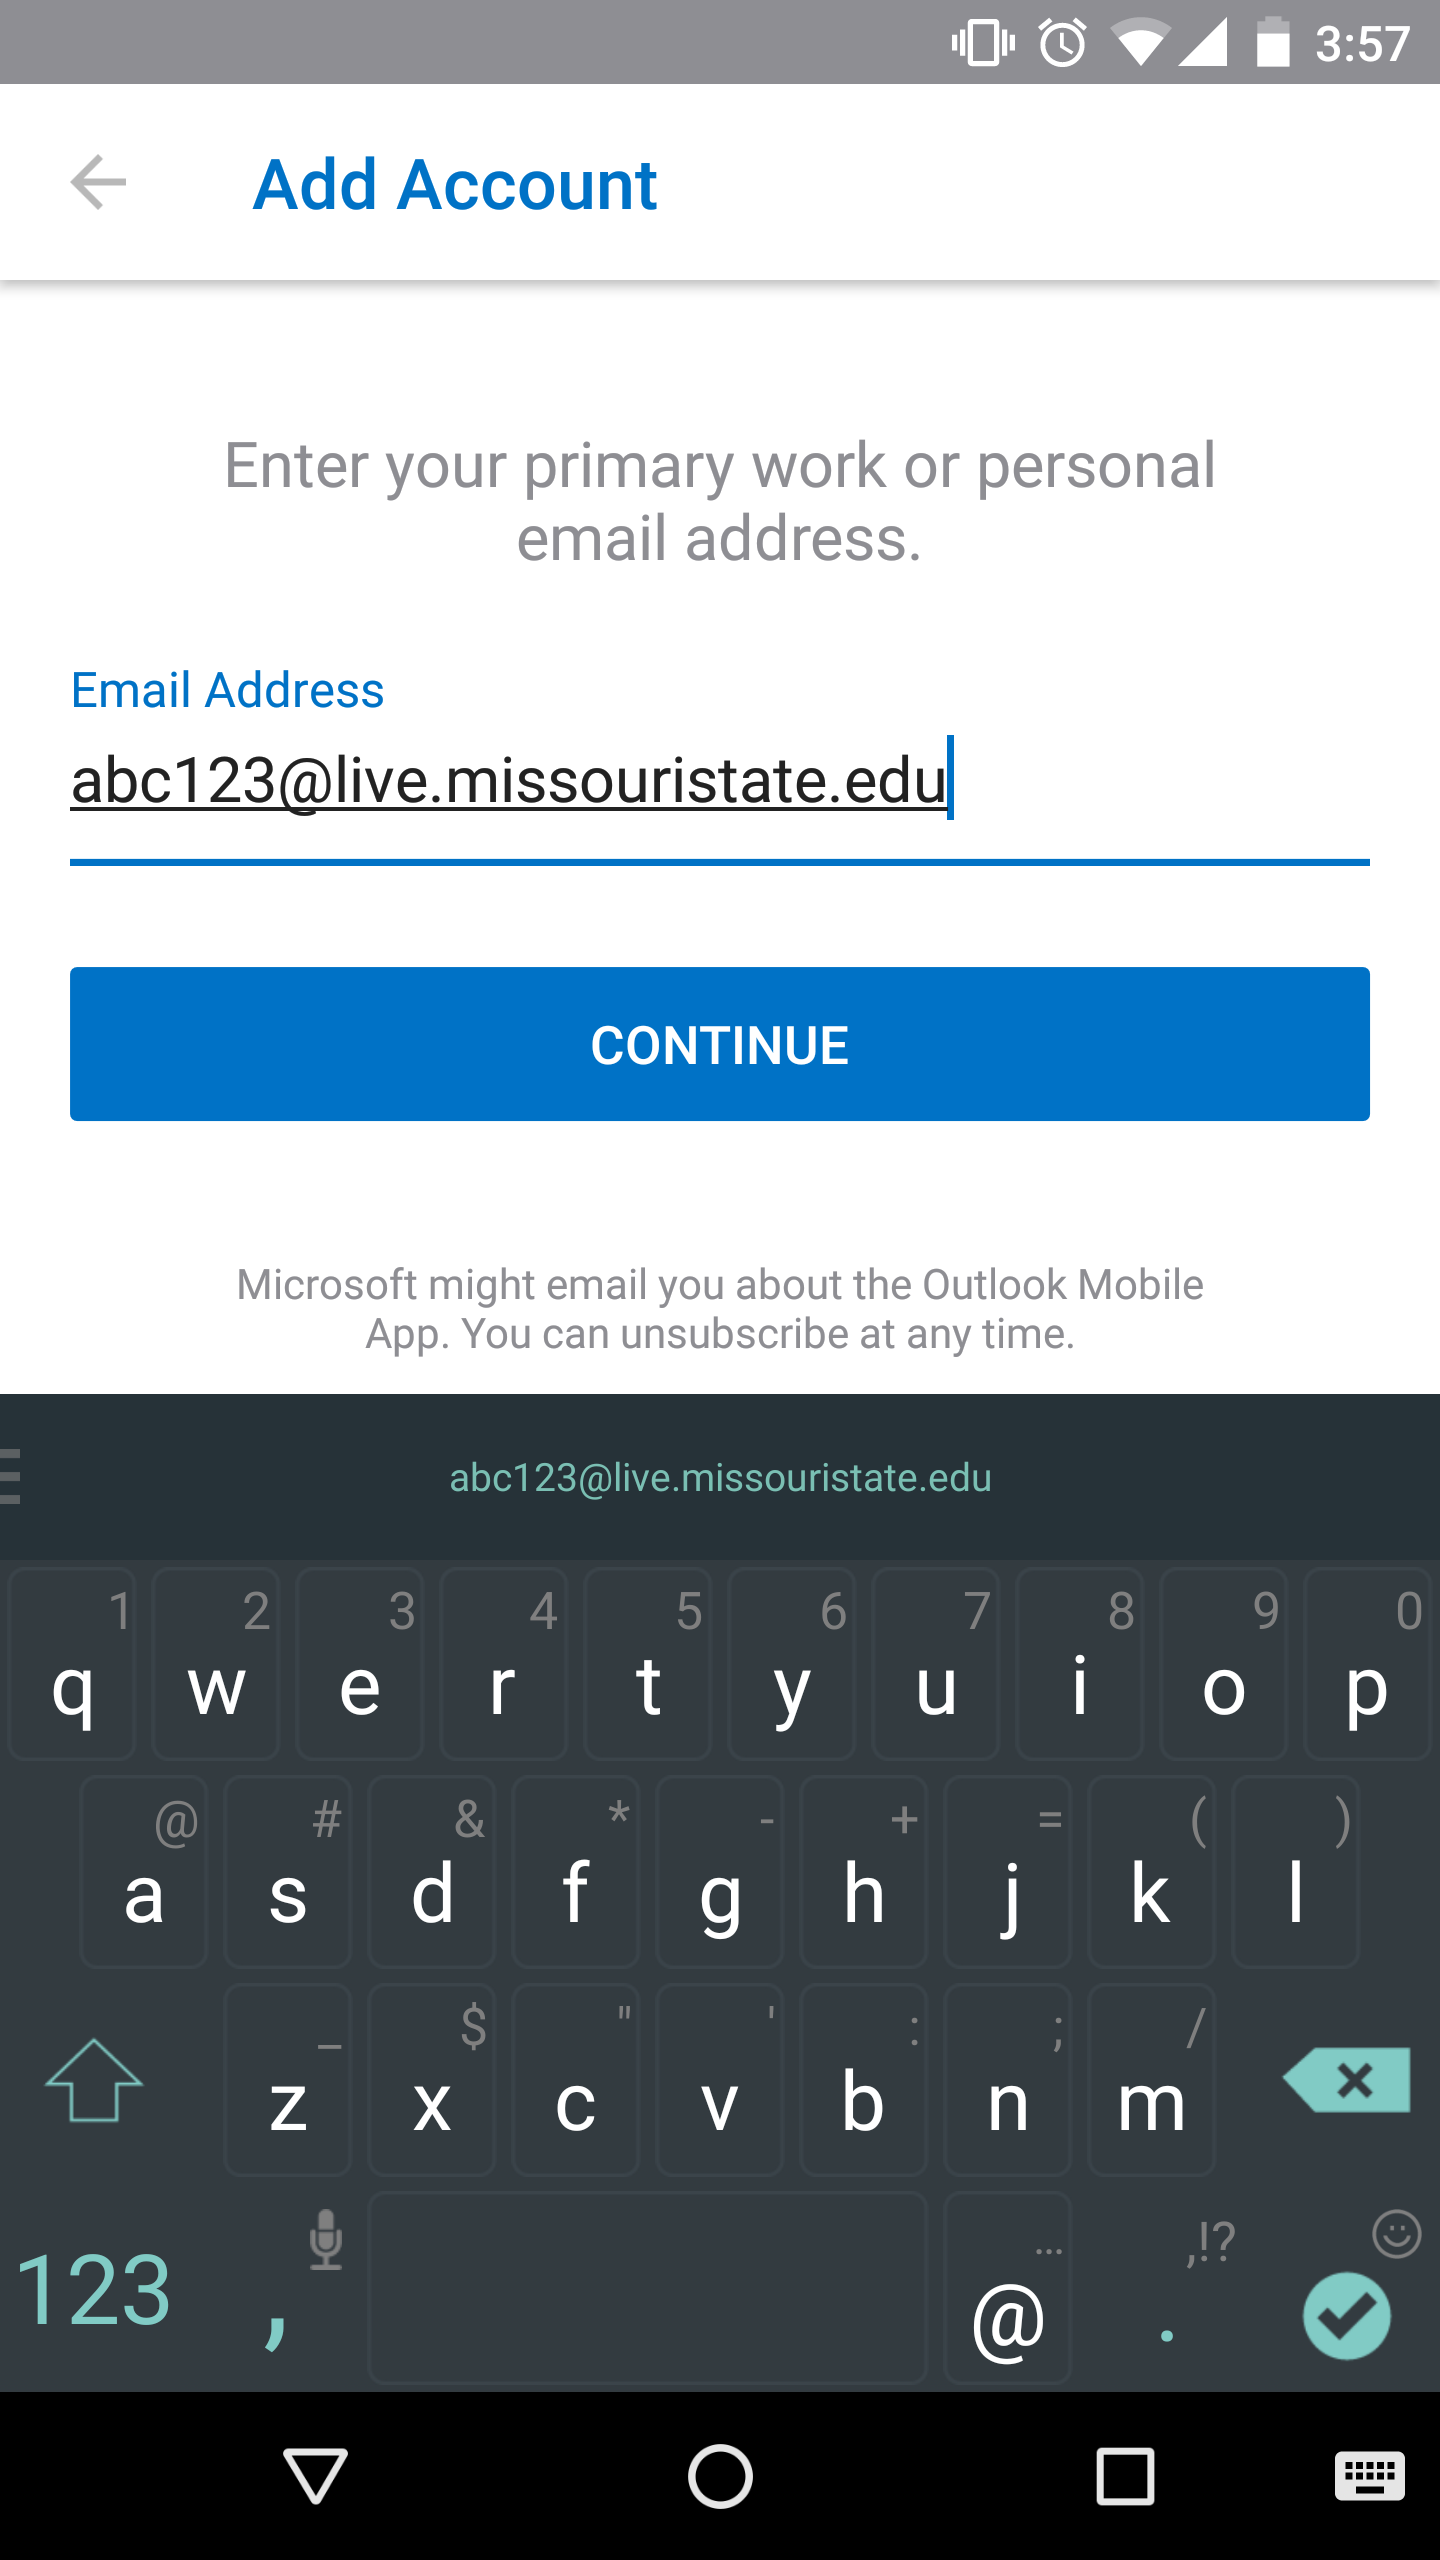 3:57
Add Account
Enter your primary work or personal
email address.
Email Address
abc123@live.missouristate.edu
CONTINUE
Microsoft might email you about the Outlook Mobile
App. You can unsubscribe at any time.
abc123@live.missouristate.edu
1 2 3 4 5 6 7 8 9 0
q w e r t y u i o p
@ # & * - + = ( )
a s d f g h j k l
_ $ " ' : ; /
z x c v b n m
... ,!?
123 , @ .